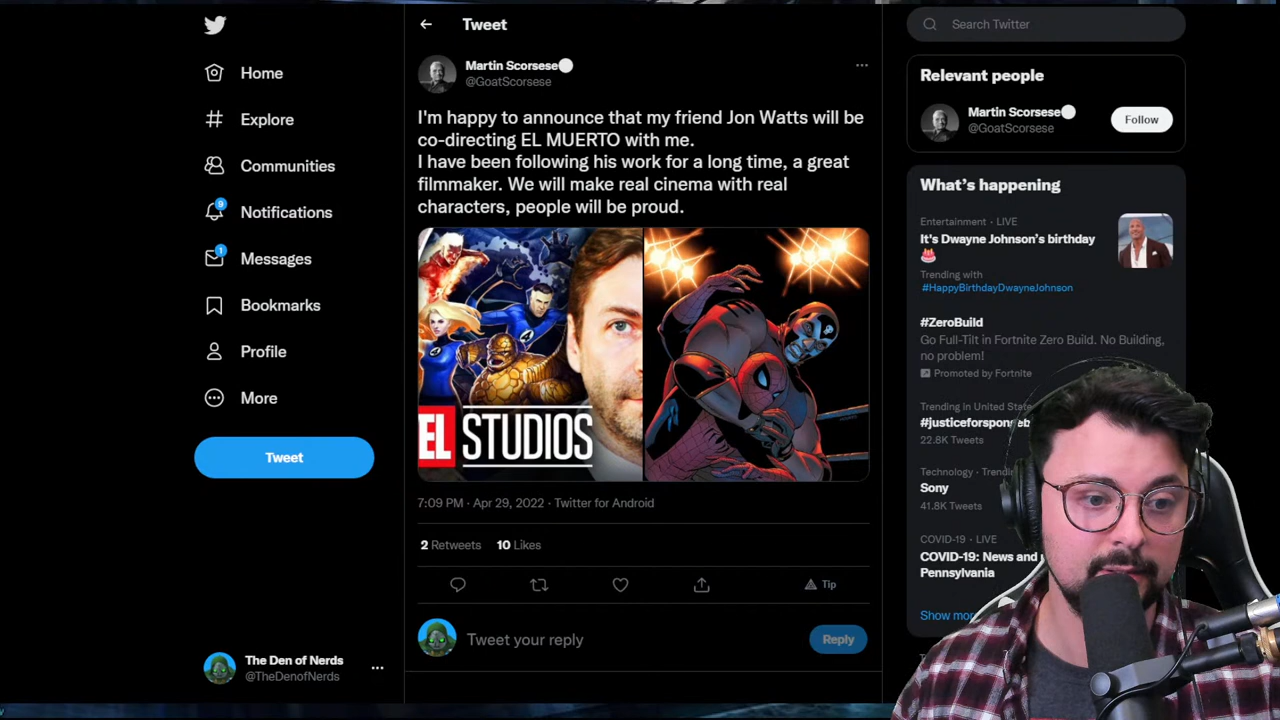 Home
Explore
Communities
9
Notifications
1
Messages
Bookmarks
Profile
More
Tweet
The Den of Nerds
@TheDenofNerds
Tweet
Martin Scorsese
@GoatScorsese
I'm happy to announce that my friend Jon Watts will be
co-directing EL MUERTO with me.
I have been following his work for a long time, a great
filmmaker. We will make real cinema with real
characters, people will be proud.
EL STUDIOS
7:09 PM · Apr 29, 2022 · Twitter for Android
2 Retweets 10 Likes
Tip
Tweet your reply
Reply
Search Twitter
Relevant people
Martin Scorsese
@GoatScorsese
Follow
What's happening
Entertainment · LIVE
It's Dwayne Johnson's birthday
Trending with
#HappyBirthdayDwayneJohnson
#ZeroBuild
Go Full-Tilt in Fortnite Zero Build. No Building,
no problem!
Promoted by Fortnite
Trending in United State
22.8K Tweets
Technology ·
Sony
41.8K Tweets
COVID-19 · LIVE
COVID-19: News and
Pennsylvania
Show